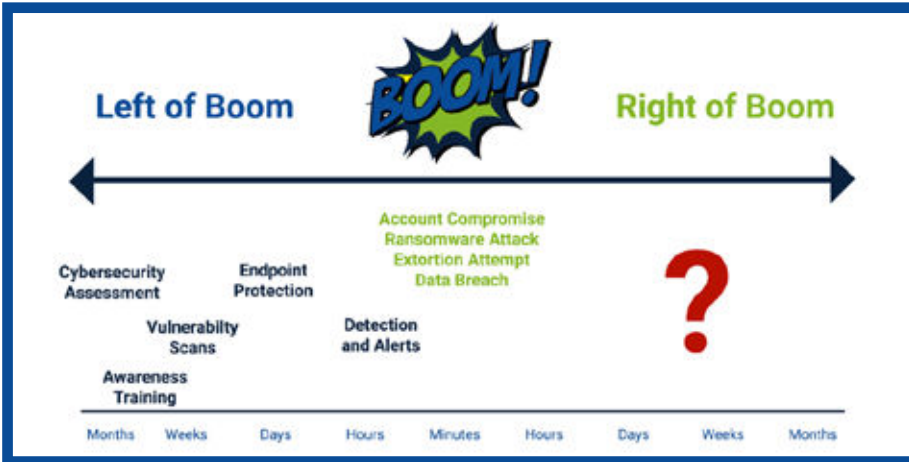 BOOM!
Left of Boom
Right of Boom
Account Compromise
Ransomware Attack
Extortion Attempt
Data Breach
Cybersecurity
Assessment
Endpoint
Protection
Vulnerabilty
Scans
Detection
and Alerts
Awareness
Training
?
Months Weeks Days Hours Minutes Hours Days Weeks Months